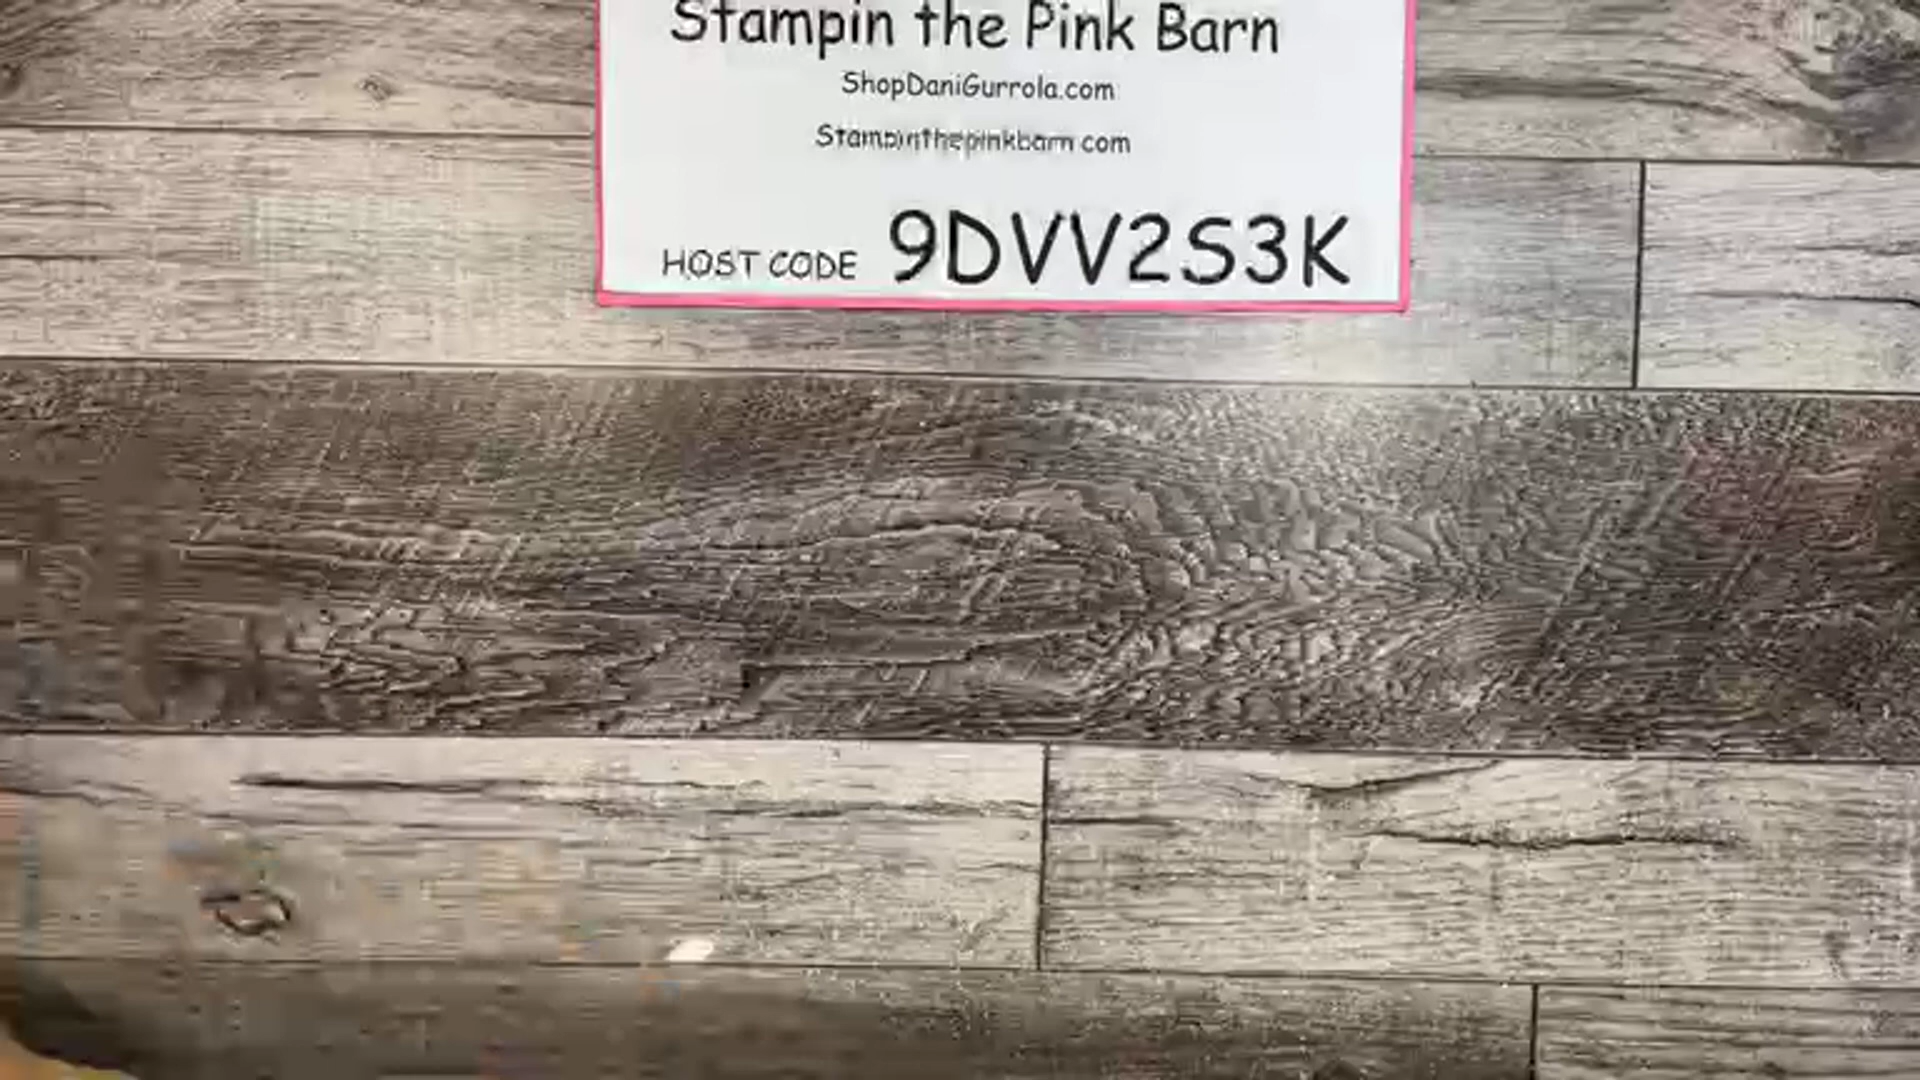 Stampin the Pink Barn
ShopDaniGurrola.com
Stampinthepinkbarn.com
HOST CODE 9DVV2S3K